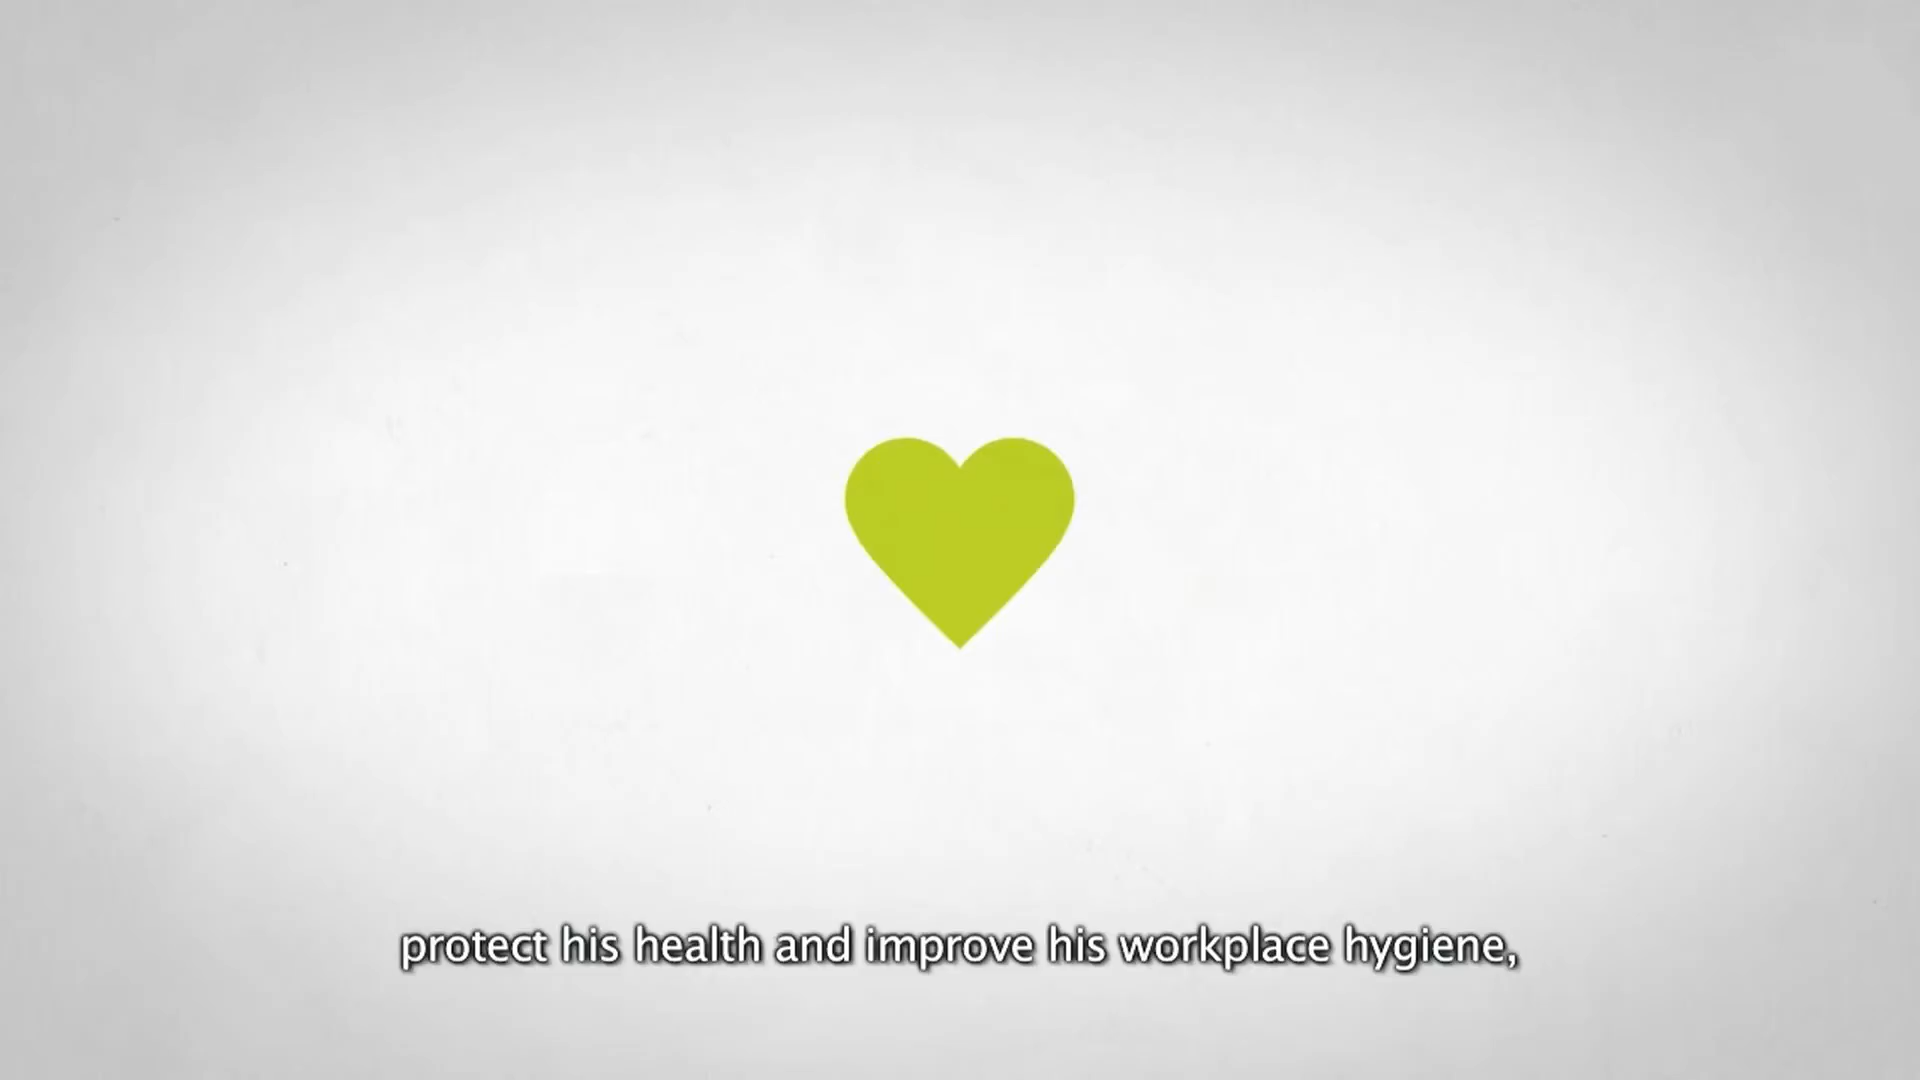 protect his health and improve his workplace hygiene,